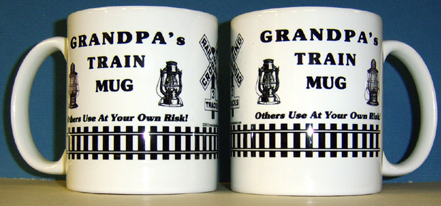 GRANDPA's
TRAIN
MUG
Others Use At Your Own Risk!
GRANDPA's
TRAIN
MUG
Others Use At Your Own Risk!